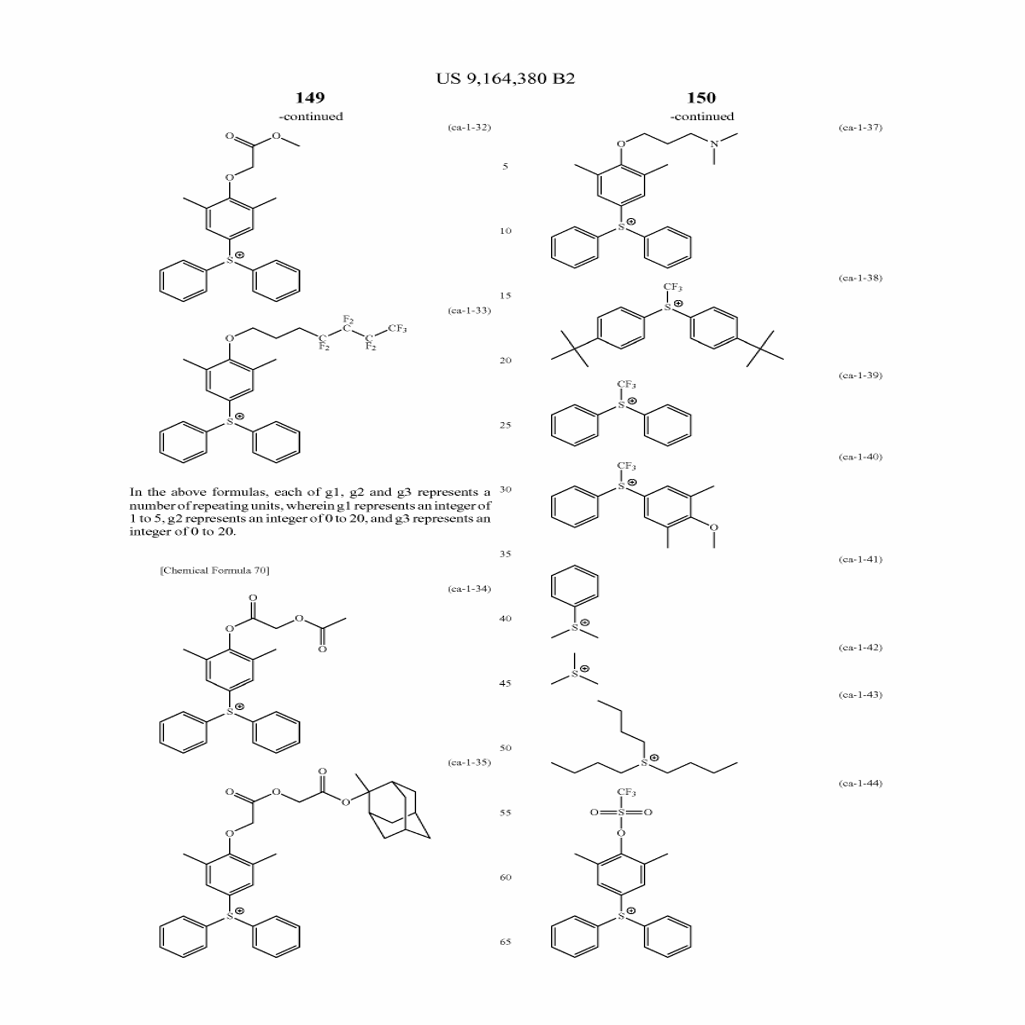 US 9,164,380 B2
149
-continued
(ca-1-32)
O
O
O
S⊕
(ca-1-33)
F2
CF3
O
C
C
C
F2
F2
S⊕
In the above formulas, each of g1, g2 and g3 represents a
number of repeating units, wherein g1 represents an integer of
1 to 5, g2 represents an integer of 0 to 20, and g3 represents an
integer of 0 to 20.
[Chemical Formula 70]
(ca-1-34)
O
O
O
O
S⊕
(ca-1-35)
O
O
O
O
O
S⊕
5
10
15
20
25
30
35
40
45
50
55
60
65
150
-continued
(ca-1-37)
O
N
S⊕
(ca-1-38)
CF3
S⊕
(ca-1-39)
CF3
S⊕
(ca-1-40)
CF3
S⊕
O
(ca-1-41)
S⊕
(ca-1-42)
S⊕
(ca-1-43)
S⊕
(ca-1-44)
CF3
O=S=O
O
S⊕